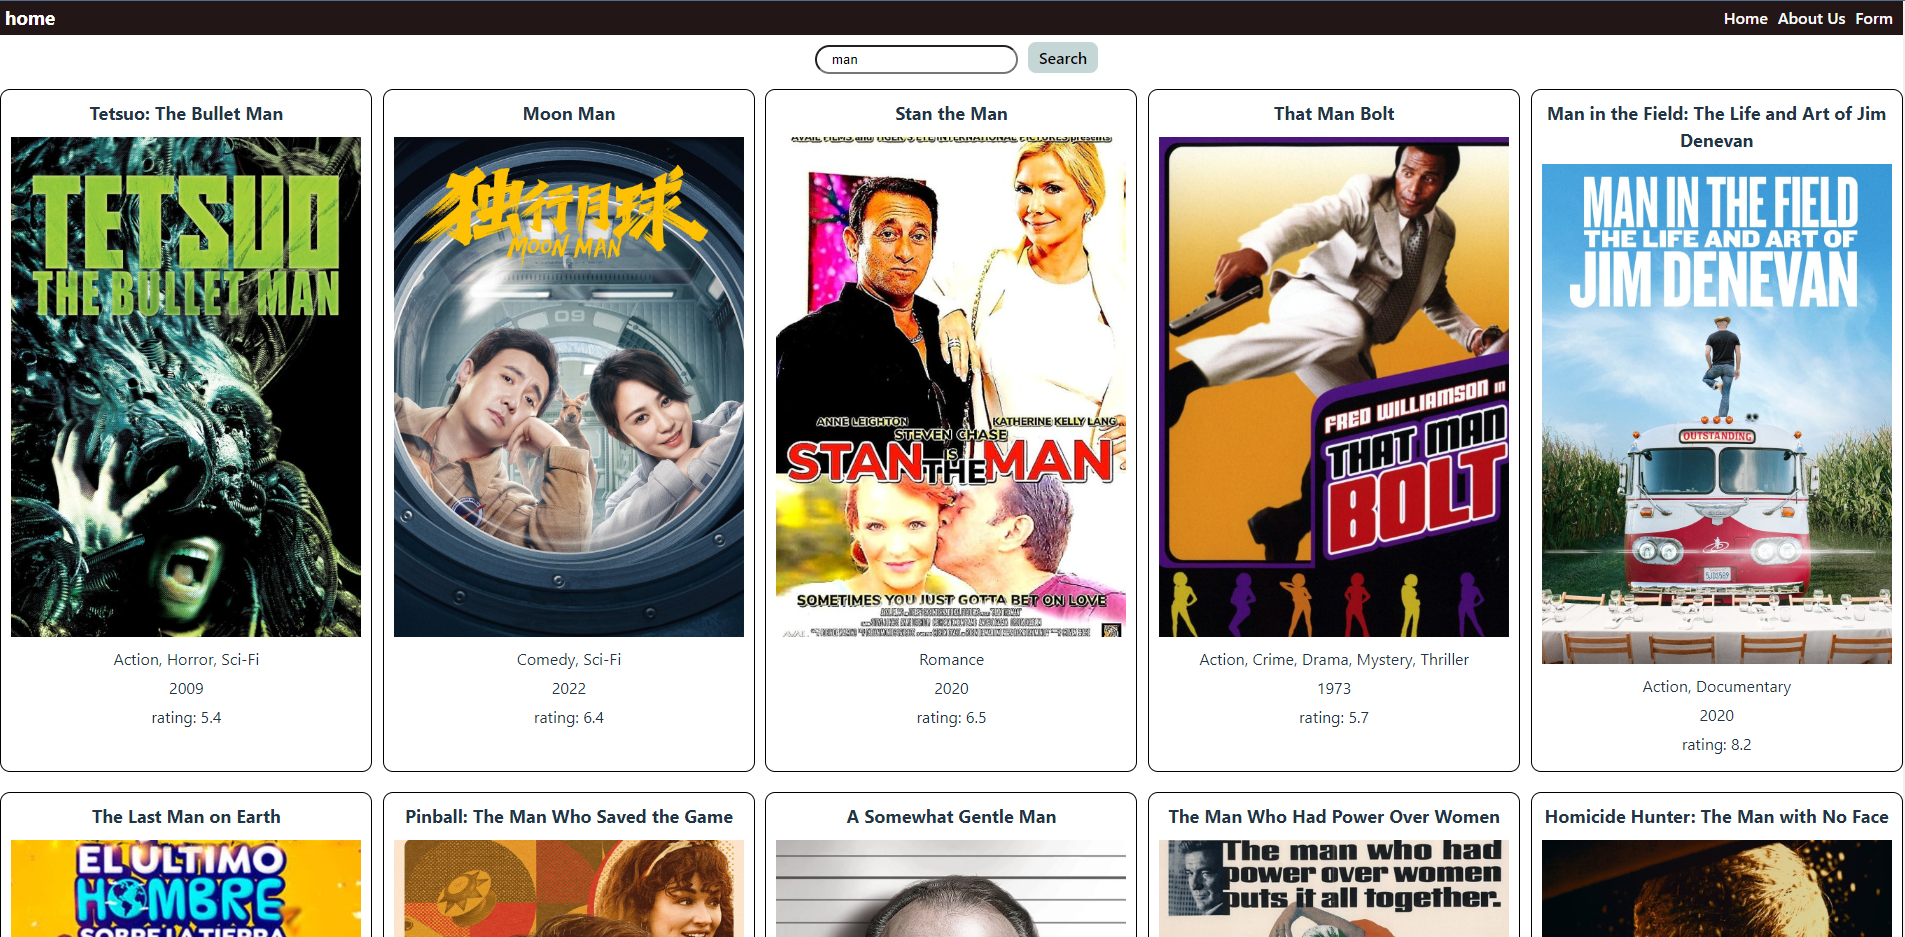 home
Home About Us Form
man
Search
Tetsuo: The Bullet Man
TETSUO
THE BULLET MAN
Action, Horror, Sci-Fi
2009
rating: 5.4
Moon Man
独行月球
MOON MAN
09
Comedy, Sci-Fi
2022
rating: 6.4
Stan the Man
ANNE LEIGHTON
KATHERINE KELLY LANG
STEVEN CHASE
IS
STAN THE MAN
SOMETIMES YOU JUST GOTTA BET ON LOVE
Romance
2020
rating: 6.5
That Man Bolt
FRED WILLIAMSON in
THAT MAN
BOLT
Action, Crime, Drama, Mystery, Thriller
1973
rating: 5.7
Man in the Field: The Life and Art of Jim
Denevan
MAN IN THE FIELD
THE LIFE AND ART OF
JIM DENEVAN
OUTSTANDING
Action, Documentary
2020
rating: 8.2
The Last Man on Earth
EL ÚLTIMO
HOMBRE
SOBRE LA TIERRA
Pinball: The Man Who Saved the Game
A Somewhat Gentle Man
The Man Who Had Power Over Women
The man who had
power over women
puts it all together.
Homicide Hunter: The Man with No Face